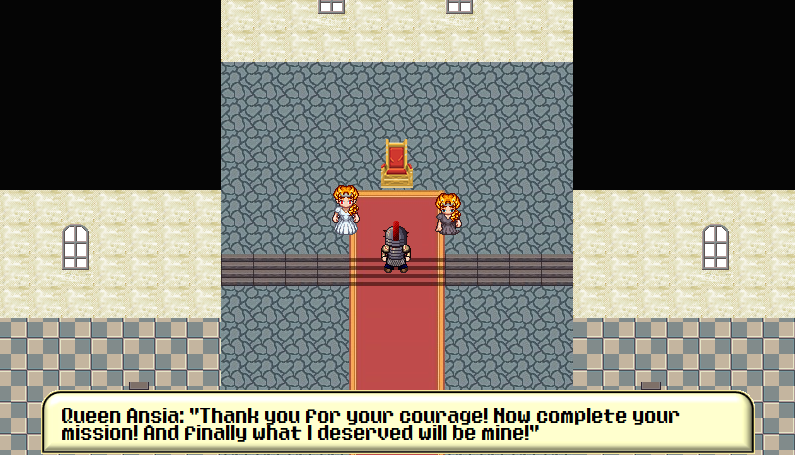 Queen Ansia: "Thank you for your courage! Now complete your
mission! And finally what I deserved will be mine!"